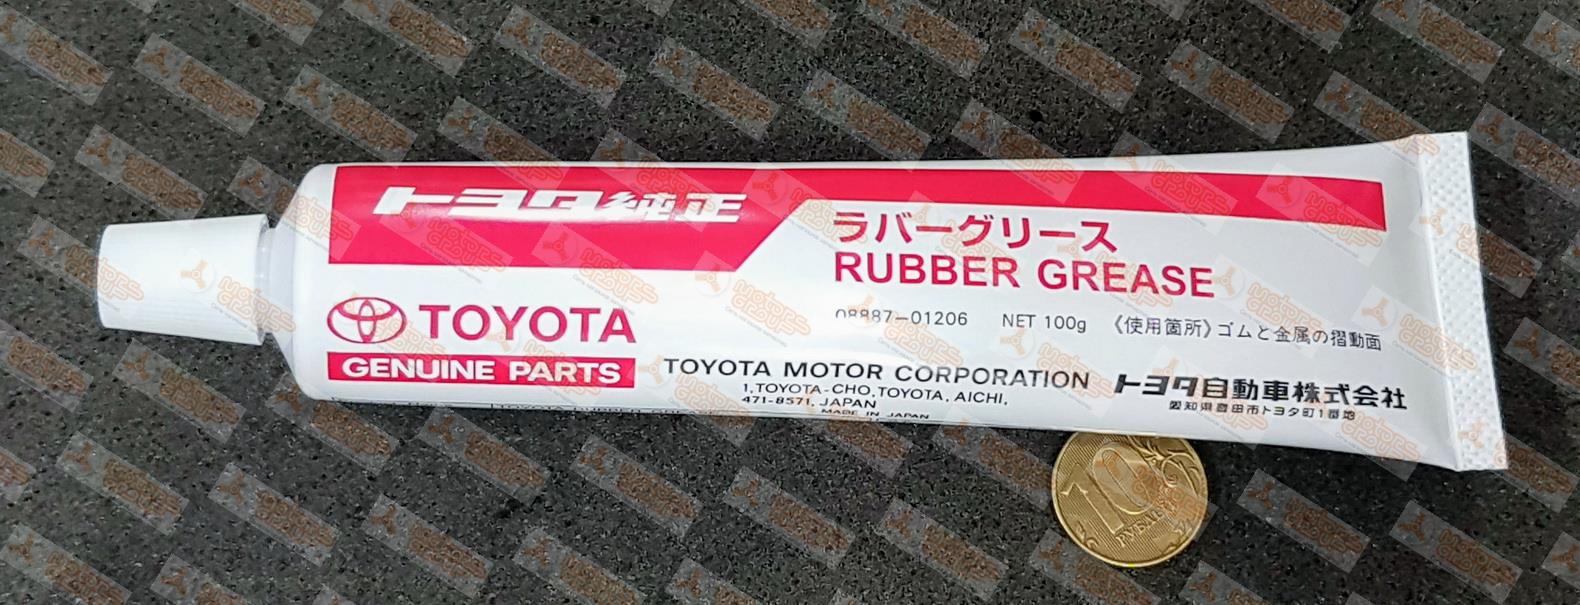 トヨタ純正
ラバーグリース
RUBBER GREASE
08887-01206 NET 100g 《使用箇所》ゴムと金属の摺動面
TOYOTA
GENUINE PARTS
TOYOTA MOTOR CORPORATION
1,TOYOTA-CHO,TOYOTA, AICHI,
471-8571, JAPAN
MADE IN JAPAN
トヨタ自動車株式会社
愛知県豊田市トヨタ町1番地
10
РУБЛЕЙ